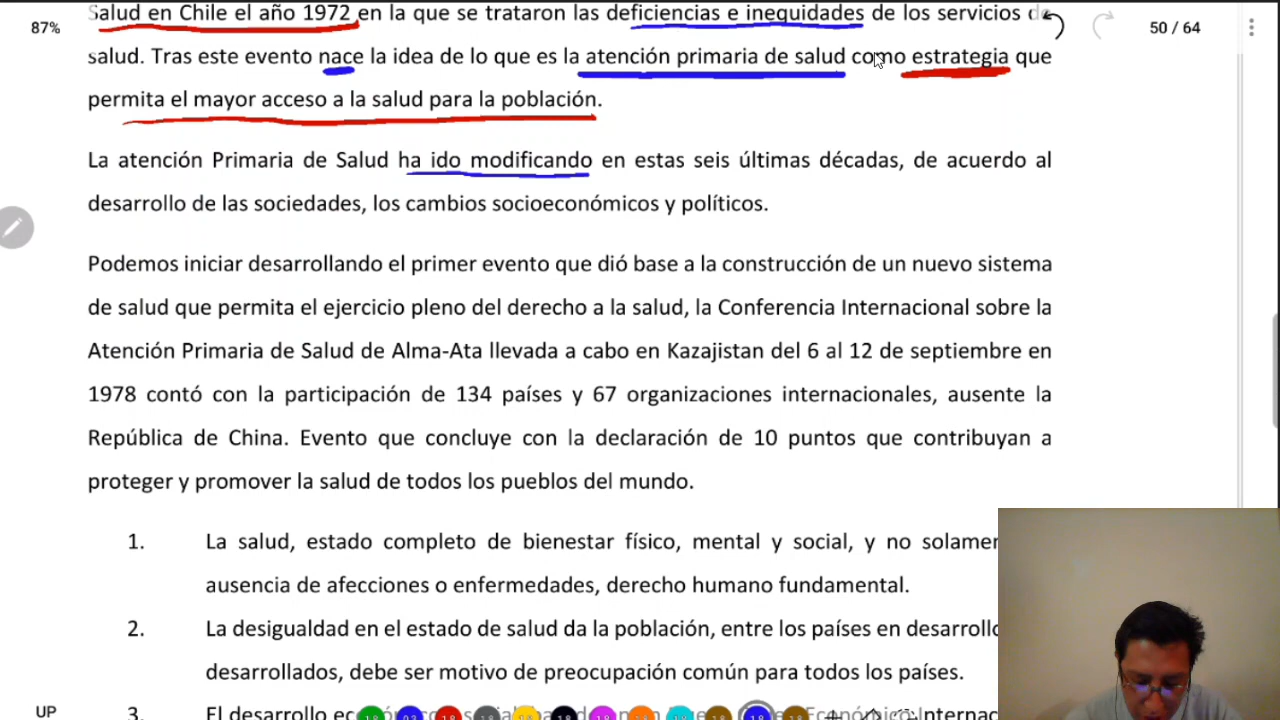 Salud en Chile el año 1972 en la que se trataron las deficiencias e inequidades de los servicios de
87%
50 / 64
salud. Tras este evento nace la idea de lo que es la atención primaria de salud como estrategia que
permita el mayor acceso a la salud para la población.
La atención Primaria de Salud ha ido modificando en estas seis últimas décadas, de acuerdo al
desarrollo de las sociedades, los cambios socioeconómicos y políticos.
Podemos iniciar desarrollando el primer evento que dió base a la construcción de un nuevo sistema
de salud que permita el ejercicio pleno del derecho a la salud, la Conferencia Internacional sobre la
Atención Primaria de Salud de Alma-Ata llevada a cabo en Kazajistan del 6 al 12 de septiembre en
1978 contó con la participación de 134 países y 67 organizaciones internacionales, ausente la
República de China. Evento que concluye con la declaración de 10 puntos que contribuyan a
proteger y promover la salud de todos los pueblos del mundo.
1. La salud, estado completo de bienestar físico, mental y social, y no solamen
ausencia de afecciones o enfermedades, derecho humano fundamental.
2. La desigualdad en el estado de salud da la población, entre los países en desarrollo
desarrollados, debe ser motivo de preocupación común para todos los países.
UP
3. El desarrollo